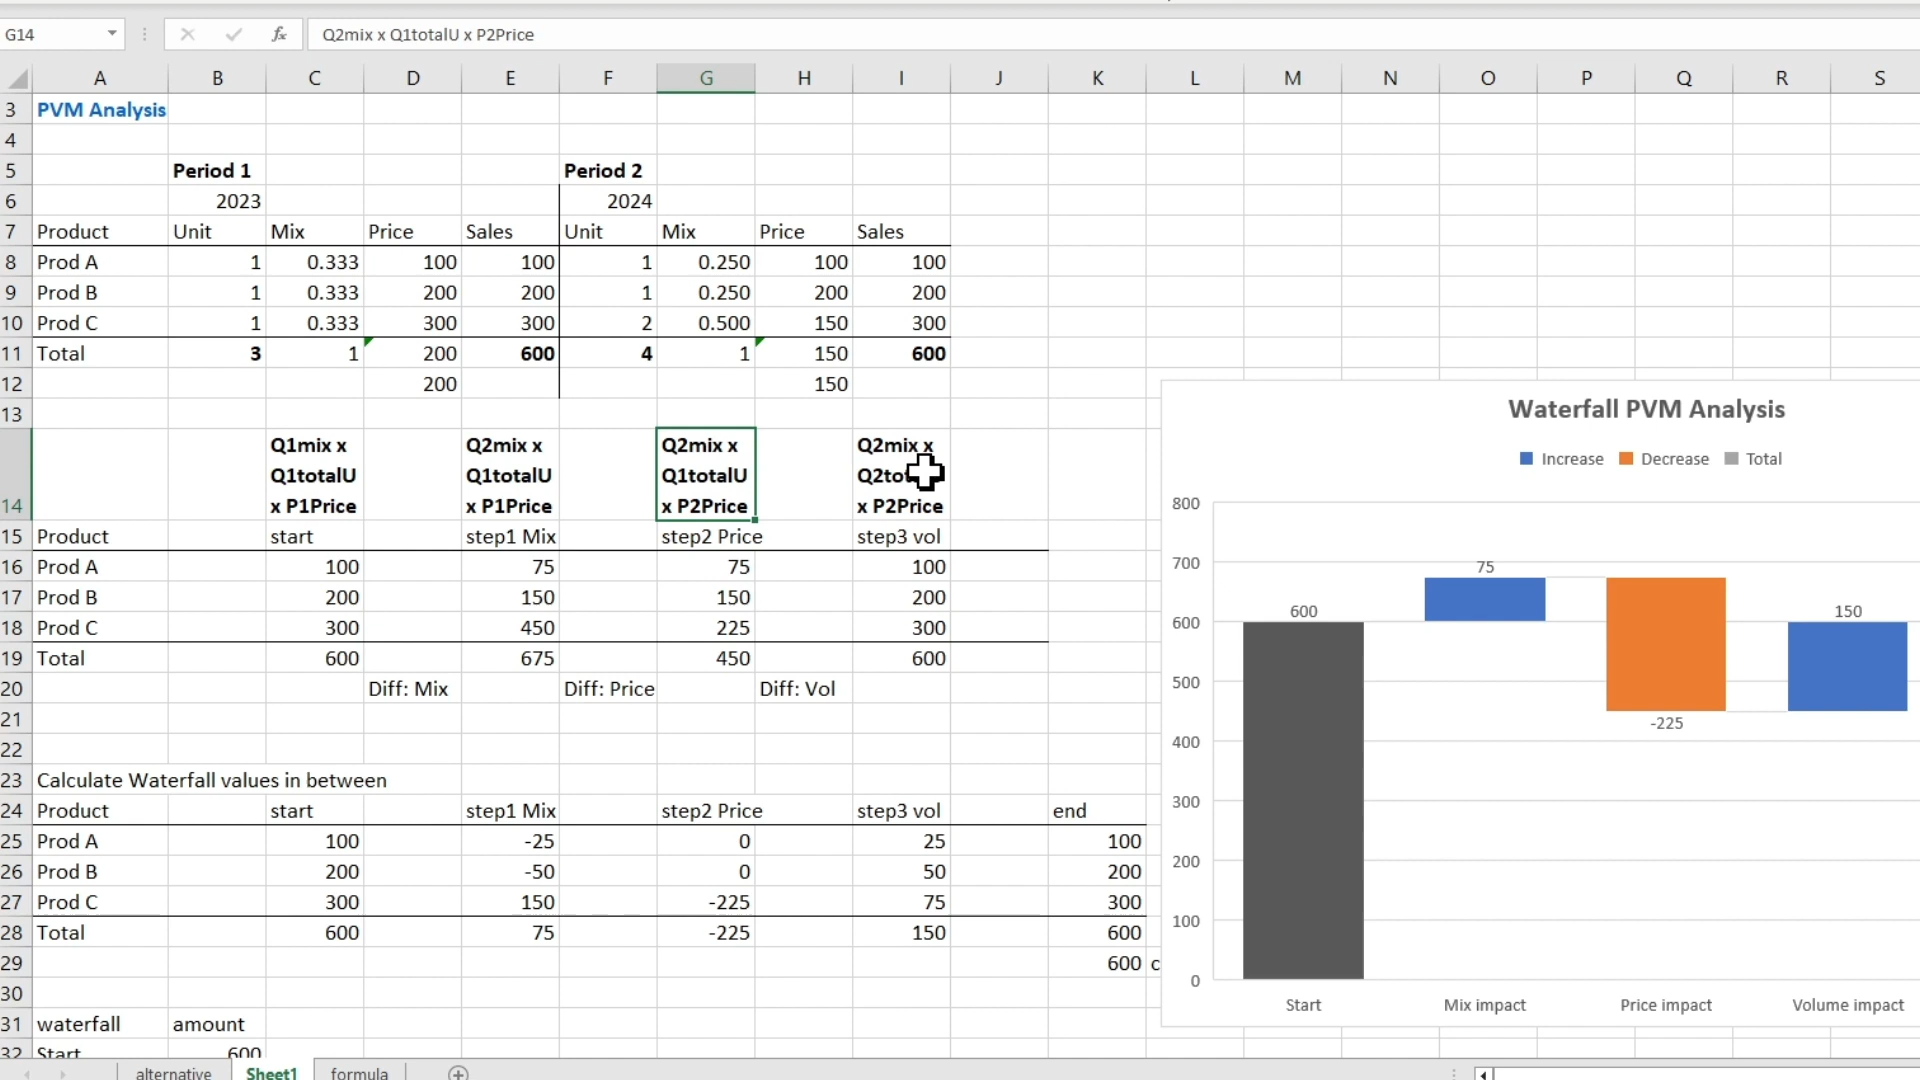 G14 fx Q2mix x Q1totalU x P2Price
A B C D E F G H I J K L M N O P Q R S
3 PVM Analysis
4
5 Period 1 Period 2
6 2023 2024
7 Product Unit Mix Price Sales Unit Mix Price Sales
8 Prod A 1 0.333 100 100 1 0.250 100 100
9 Prod B 1 0.333 200 200 1 0.250 200 200
10 Prod C 1 0.333 300 300 2 0.500 150 300
11 Total 3 1 200 600 4 1 150 600
12 200 150
13
Q1mix x Q2mix x Q2mix x Q2mix x
Q1totalU Q1totalU Q1totalU
14 x P1Price x P1Price x P2Price x P2Price
15 Product start step1 Mix step2 Price step3 vol
16 Prod A 100 75 75 100
17 Prod B 200 150 150 200
18 Prod C 300 450 225 300
19 Total 600 675 450 600
20 Diff: Mix Diff: Price Diff: Vol
21
22
23 Calculate Waterfall values in between
24 Product start step1 Mix step2 Price step3 vol end
25 Prod A 100 -25 0 25 100
26 Prod B 200 -50 0 50 200
27 Prod C 300 150 -225 75 300
28 Total 600 75 -225 150 600
29 600 c
30
31 waterfall amount
32 Start 600
Waterfall PVM Analysis
Increase Decrease Total
800
700
600
500
400
300
200
100
0
600
75
-225
150
Start Mix impact Price impact Volume impact
alternative Sheet1 formula